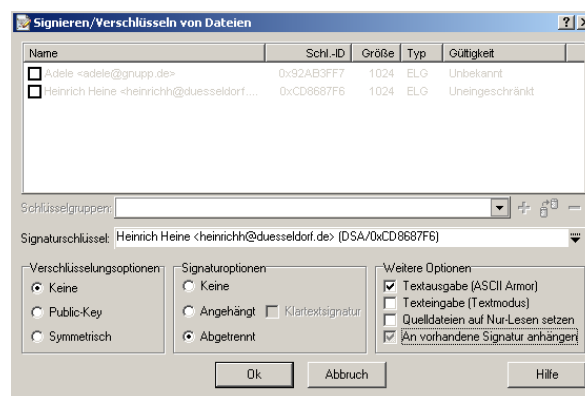 Signieren/Verschlüsseln von Dateien
Name Schl.-ID Größe Typ Gültigkeit
Adele <adele@gnupp.de> 0x92AB3FF7 1024 ELG Unbekannt
Heinrich Heine <heinrichh@duesseldorf.... 0xCD8687F6 1024 ELG Uneingeschränkt
Schlüsselgruppen:
Signaturschlüssel: Heinrich Heine <heinrichh@duesseldorf.de> (DSA/0xCD8687F6)
Verschlüsselungsoptionen Signaturoptionen Weitere Optionen
Keine Keine Textausgabe (ASCII Armor)
Texteingabe (Textmodus)
Public-Key Angehängt Klartextsignatur
Quelldateien auf Nur-Lesen setzen
Symmetrisch Abgetrennt An vorhandene Signatur anhängen
Ok Abbruch Hilfe